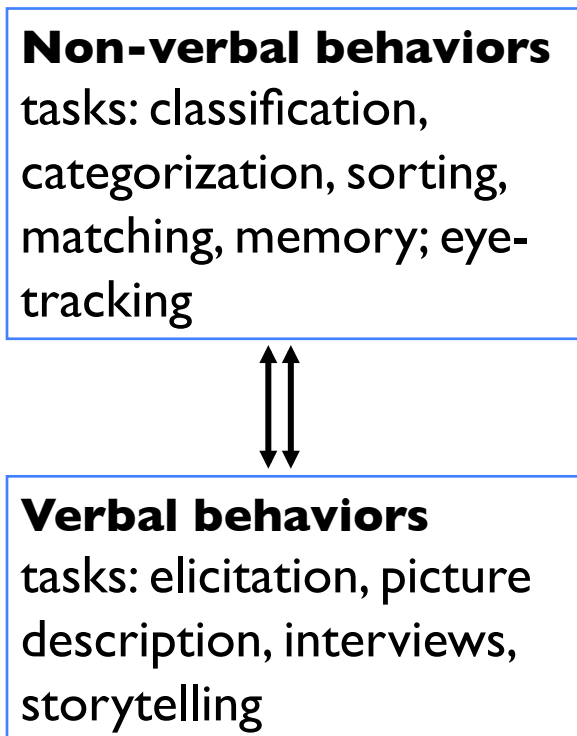 Non-verbal behaviors
tasks: classification,
categorization, sorting,
matching, memory; eye-
tracking
Verbal behaviors
tasks: elicitation, picture
description, interviews,
storytelling